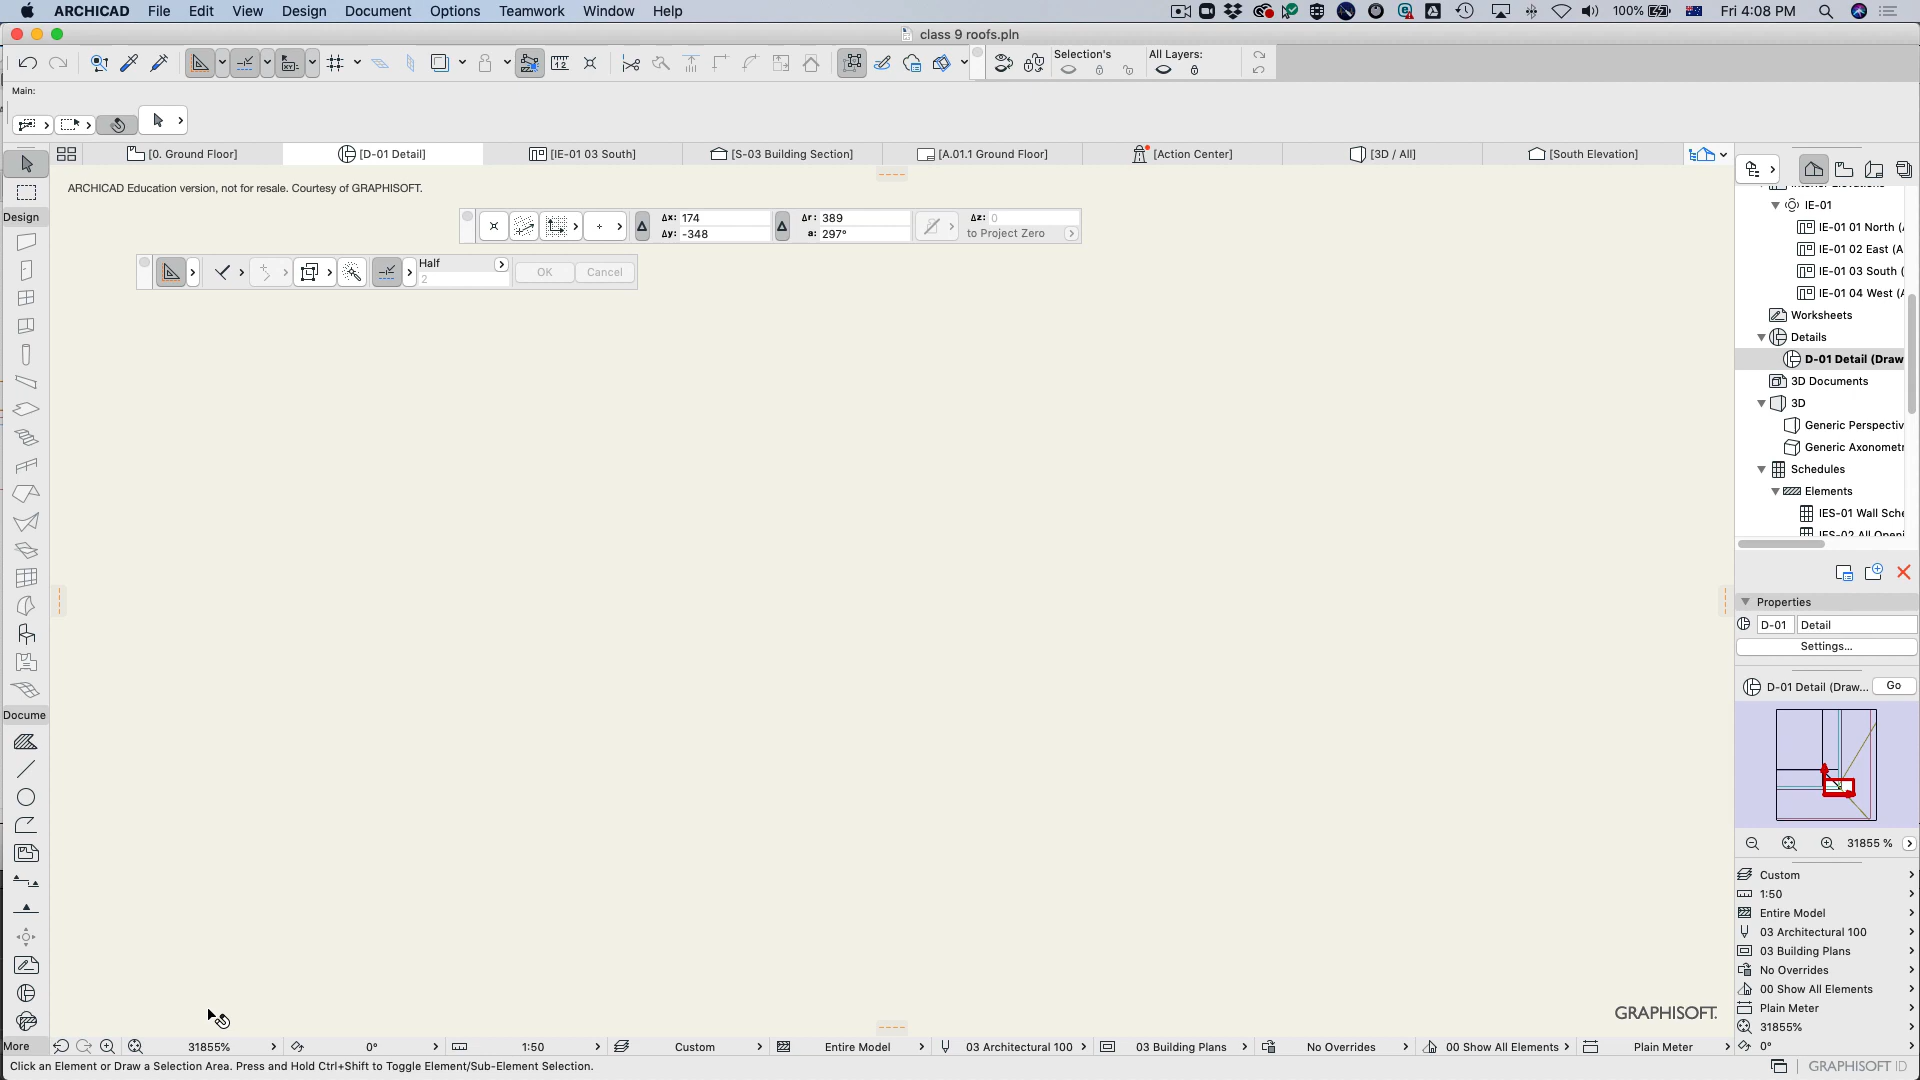 ARCHICAD File Edit View Design Document Options Teamwork Window Help 100% Fri 4:08 PM
class 9 roofs.pln
Selection's All Layers:
Main:
[0. Ground Floor] [D-01 Detail] [IE-01 03 South] [S-03 Building Section] [A.01.1 Ground Floor] [Action Center] [3D / All] [South Elevation]
ARCHICAD Education version, not for resale. Courtesy of GRAPHISOFT.
Δx: 174 Δr: 389 Δz: 0
Δy: -348 a: 297° to Project Zero
Half
2
OK Cancel
Design
Docume
More
Interior Elevations
IE-01
IE-01 01 North (
IE-01 02 East (A
IE-01 03 South (
IE-01 04 West (A
Worksheets
Details
D-01 Detail (Draw
3D Documents
3D
Generic Perspectiv
Generic Axonomet
Schedules
Elements
IES-01 Wall Sche
IES-02 All Openi
Properties
D-01 Detail
Settings...
D-01 Detail (Draw... Go
31855 %
Custom
1:50
Entire Model
03 Architectural 100
03 Building Plans
No Overrides
00 Show All Elements
Plain Meter
31855%
0°
GRAPHISOFT.
31855% 0° 1:50 Custom Entire Model 03 Architectural 100 03 Building Plans No Overrides 00 Show All Elements Plain Meter
Click an Element or Draw a Selection Area. Press and Hold Ctrl+Shift to Toggle Element/Sub-Element Selection.
GRAPHISOFT ID